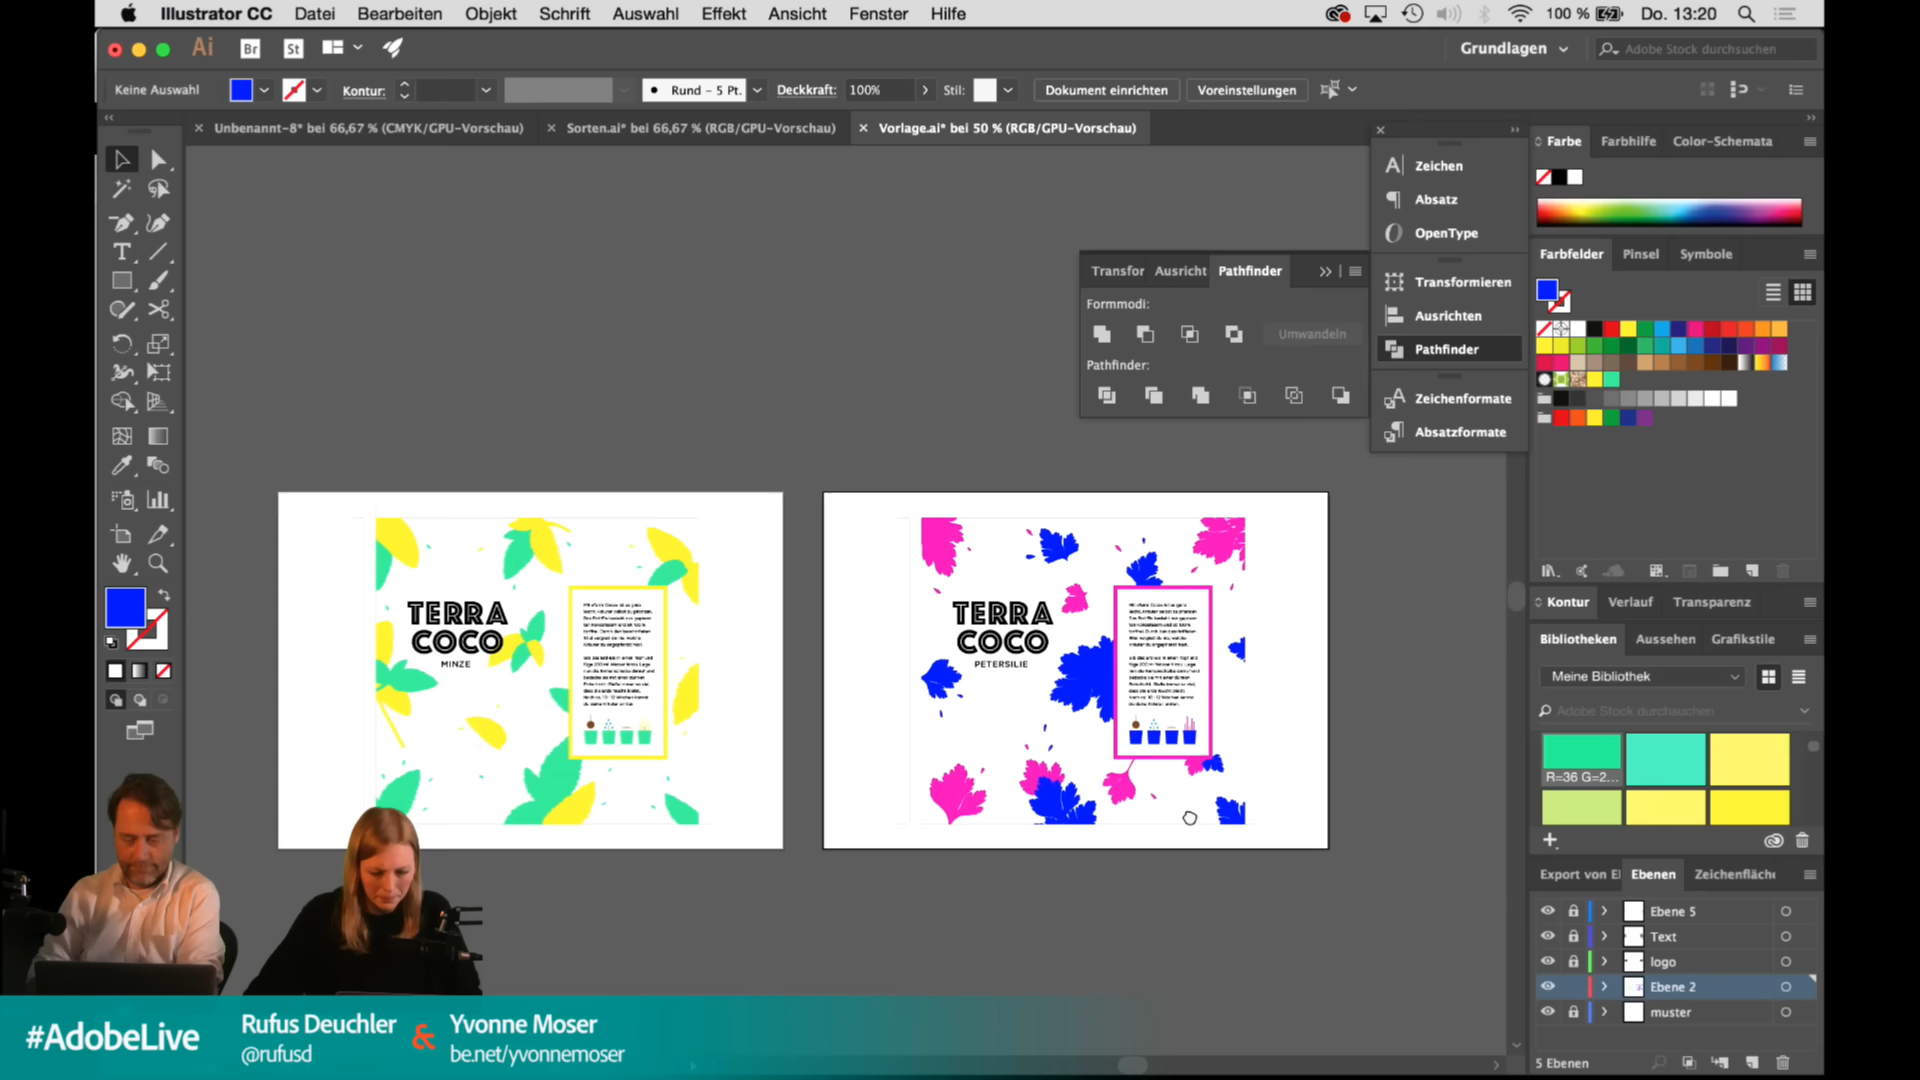 Illustrator CC Datei Bearbeiten Objekt Schrift Auswahl Effekt Ansicht Fenster Hilfe 100 % Do. 13:20
Ai Br St Grundlagen Adobe Stock durchsuchen
Keine Auswahl Kontur: Rund - 5 Pt. Deckkraft: 100% Stil: Dokument einrichten Voreinstellungen
Unbenannt-8* bei 66,67 % (CMYK/GPU-Vorschau) Sorten.ai* bei 66,67 % (RGB/GPU-Vorschau) Vorlage.ai* bei 50 % (RGB/GPU-Vorschau)
Zeichen
Absatz
OpenType
Transformieren
Ausrichten
Pathfinder
Zeichenformate
Absatzformate
Transfor Ausricht Pathfinder
Formmodi:
Umwandeln
Pathfinder:
Farbe Farbhilfe Color-Schemata
Farbfelder Pinsel Symbole
Kontur Verlauf Transparenz
Bibliotheken Aussehen Grafikstile
Meine Bibliothek
Adobe Stock durchsuchen
R=36 G=2...
Export von El Ebenen Zeichenfläche
Ebene 5
Text
logo
Ebene 2
muster
5 Ebenen
TERRA
COCO
MINZE
TERRA
COCO
PETERSILIE
#AdobeLive
Rufus Deuchler & Yvonne Moser
@rufusd be.net/yvonnemoser